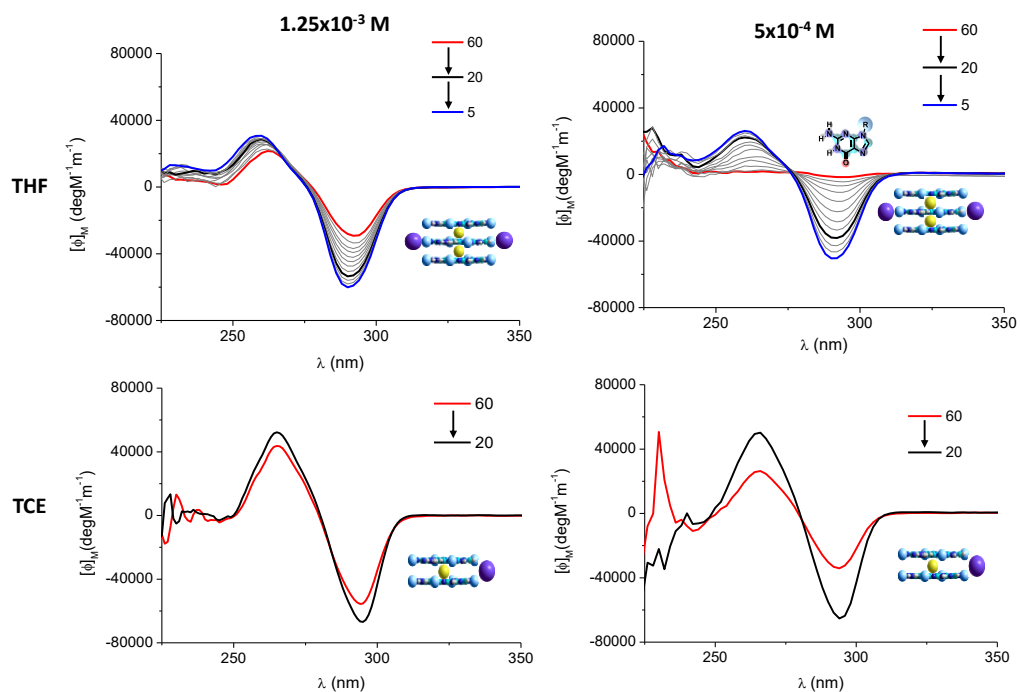 1.25x10⁻³ M
5x10⁻⁴ M
THF
80000
40000
0
-40000
-80000
[ϕ]M (degM⁻¹m⁻¹)
250
300
350
λ (nm)
60
20
5
80000
40000
0
-40000
-80000
[ϕ]M (degM⁻¹m⁻¹)
250
300
350
λ (nm)
60
20
5
H
N
H
N
N
R
H
N
N
O
TCE
80000
40000
0
-40000
-80000
[ϕ]M(degM⁻¹m⁻¹)
250
300
350
λ (nm)
60
20
80000
40000
0
-40000
-80000
[ϕ]M(degM⁻¹m⁻¹)
250
300
350
λ (nm)
60
20